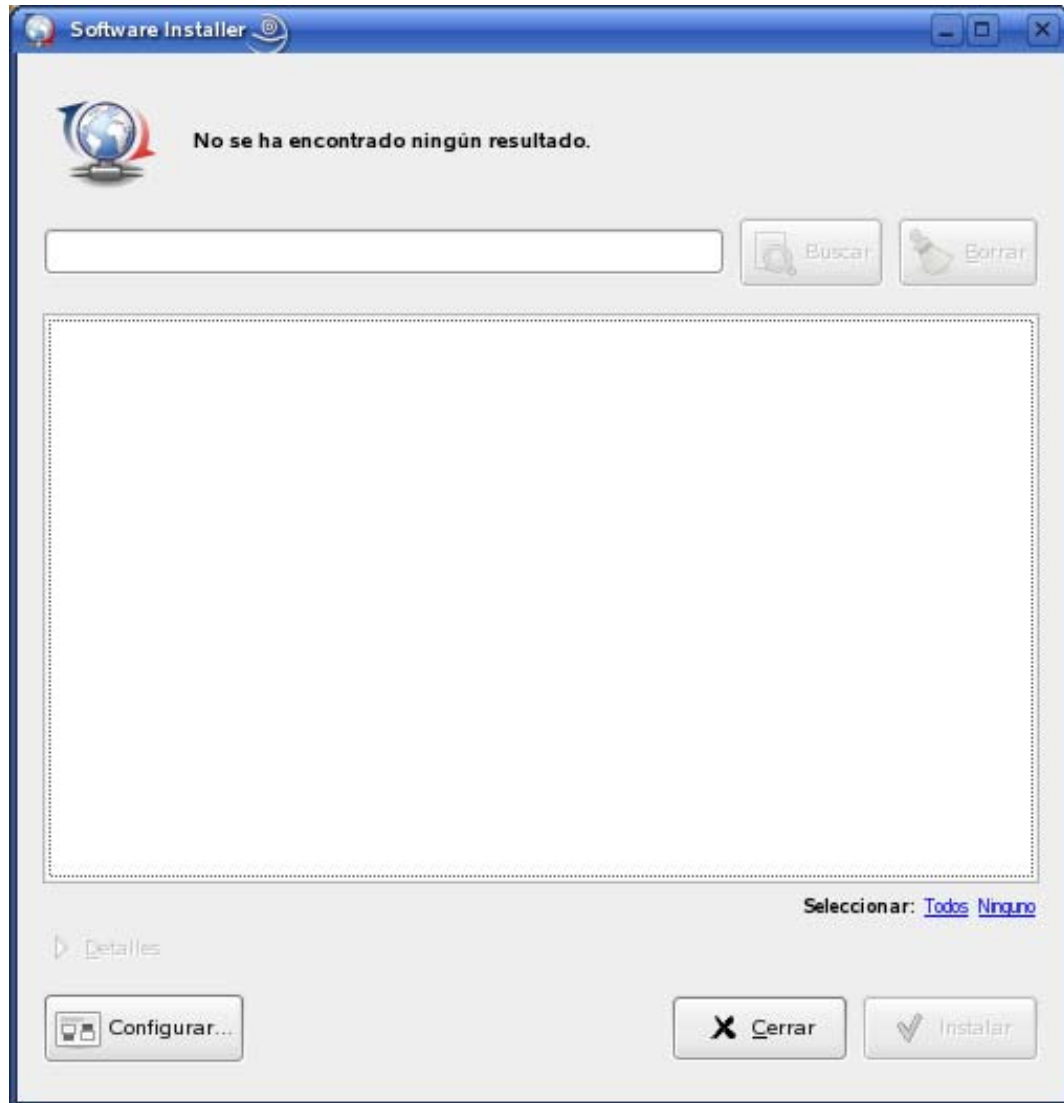 Software Installer
No se ha encontrado ningún resultado.
Buscar
Borrar
Seleccionar: Todos Ninguno
Detalles
Configurar...
Cerrar
Instalar